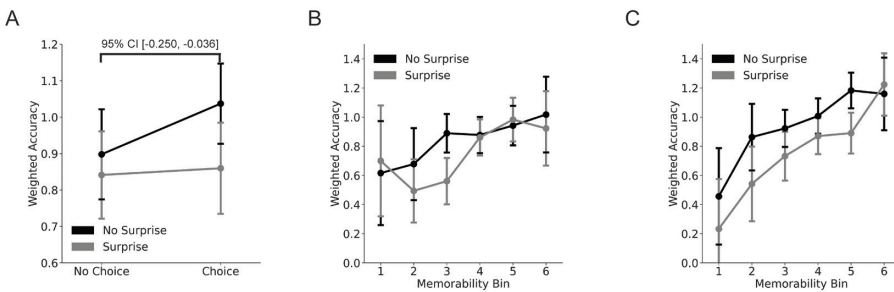 A
95% CI [-0.250, -0.036]
Weighted Accuracy
1.2
1.1
1.0
0.9
0.8
0.7
0.6
No Surprise
Surprise
No Choice
Choice
B
Weighted Accuracy
1.4
1.2
1.0
0.8
0.6
0.4
0.2
0.0
No Surprise
Surprise
1 2 3 4 5 6
Memorability Bin
C
Weighted Accuracy
1.4
1.2
1.0
0.8
0.6
0.4
0.2
0.0
No Surprise
Surprise
1 2 3 4 5 6
Memorability Bin